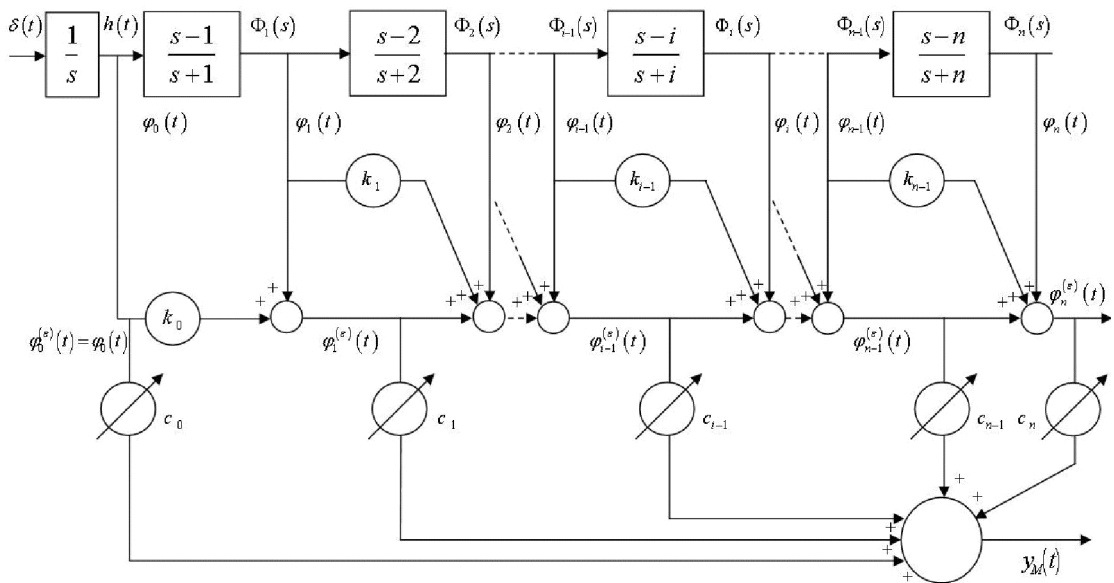 δ(t) h(t) Φ₁(s) Φ₂(s) Φᵢ₋₁(s) Φᵢ(s) Φₙ₋₁(s) Φₙ(s)
1/s (s−1)/(s+1) (s−2)/(s+2) (s−i)/(s+i) (s−n)/(s+n)
φ₀(t) φ₁(t) φ₂(t) φᵢ₋₁(t) φᵢ(t) φₙ₋₁(t) φₙ(t)
k₁ kᵢ₋₁ kₙ₋₁
+ + + + + + + + + + + + + +
k₀ φₙ⁽ˢ⁾(t)
φ₀⁽ˢ⁾(t)=φ₀(t) φ₁⁽ˢ⁾(t) φᵢ₋₁⁽ˢ⁾(t) φₙ₋₁⁽ˢ⁾(t)
c₀ c₁ cᵢ₋₁ cₙ₋₁ cₙ
+ +
+
+
+
y_M(t)